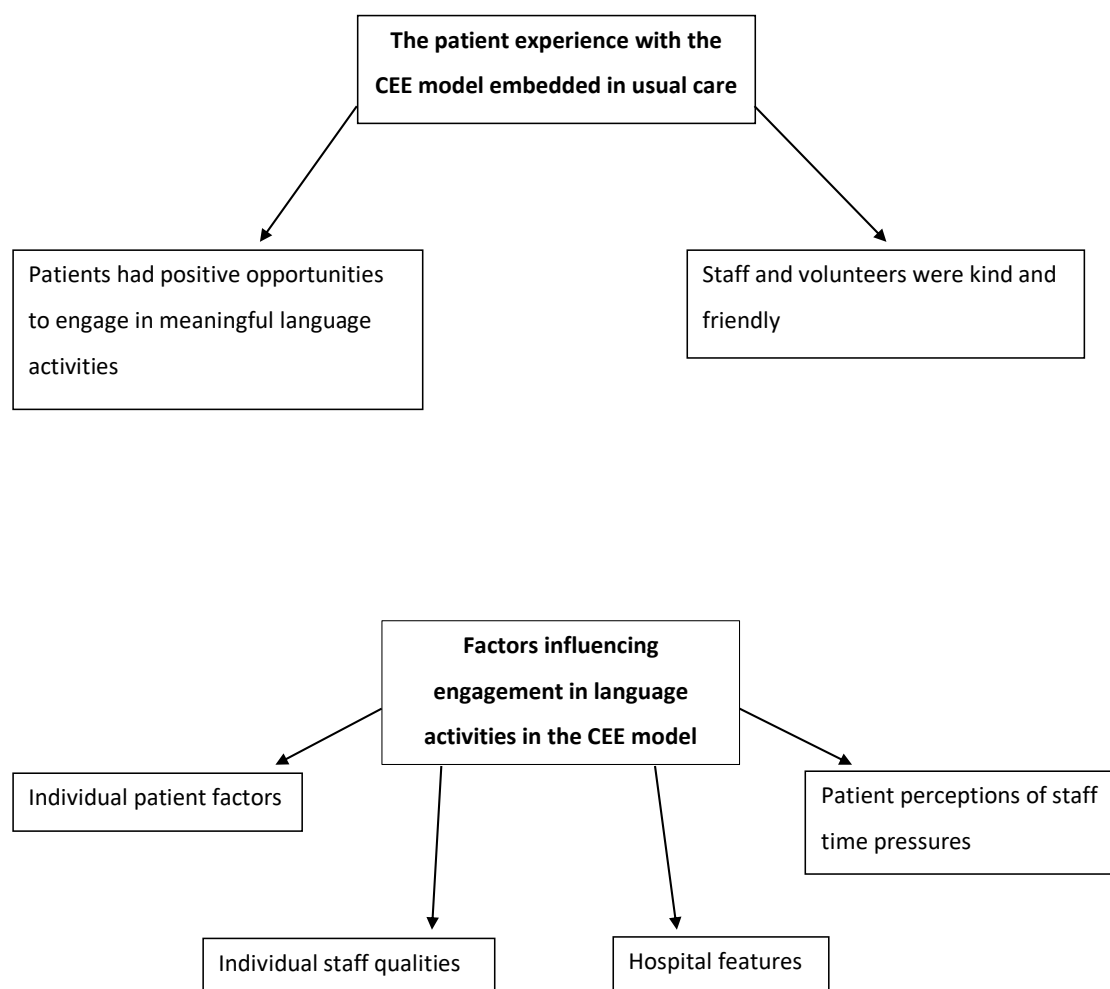 The patient experience with the
CEE model embedded in usual care
Patients had positive opportunities
to engage in meaningful language
activities
Staff and volunteers were kind and
friendly
Factors influencing
engagement in language
activities in the CEE model
Individual patient factors
Patient perceptions of staff
time pressures
Individual staff qualities
Hospital features